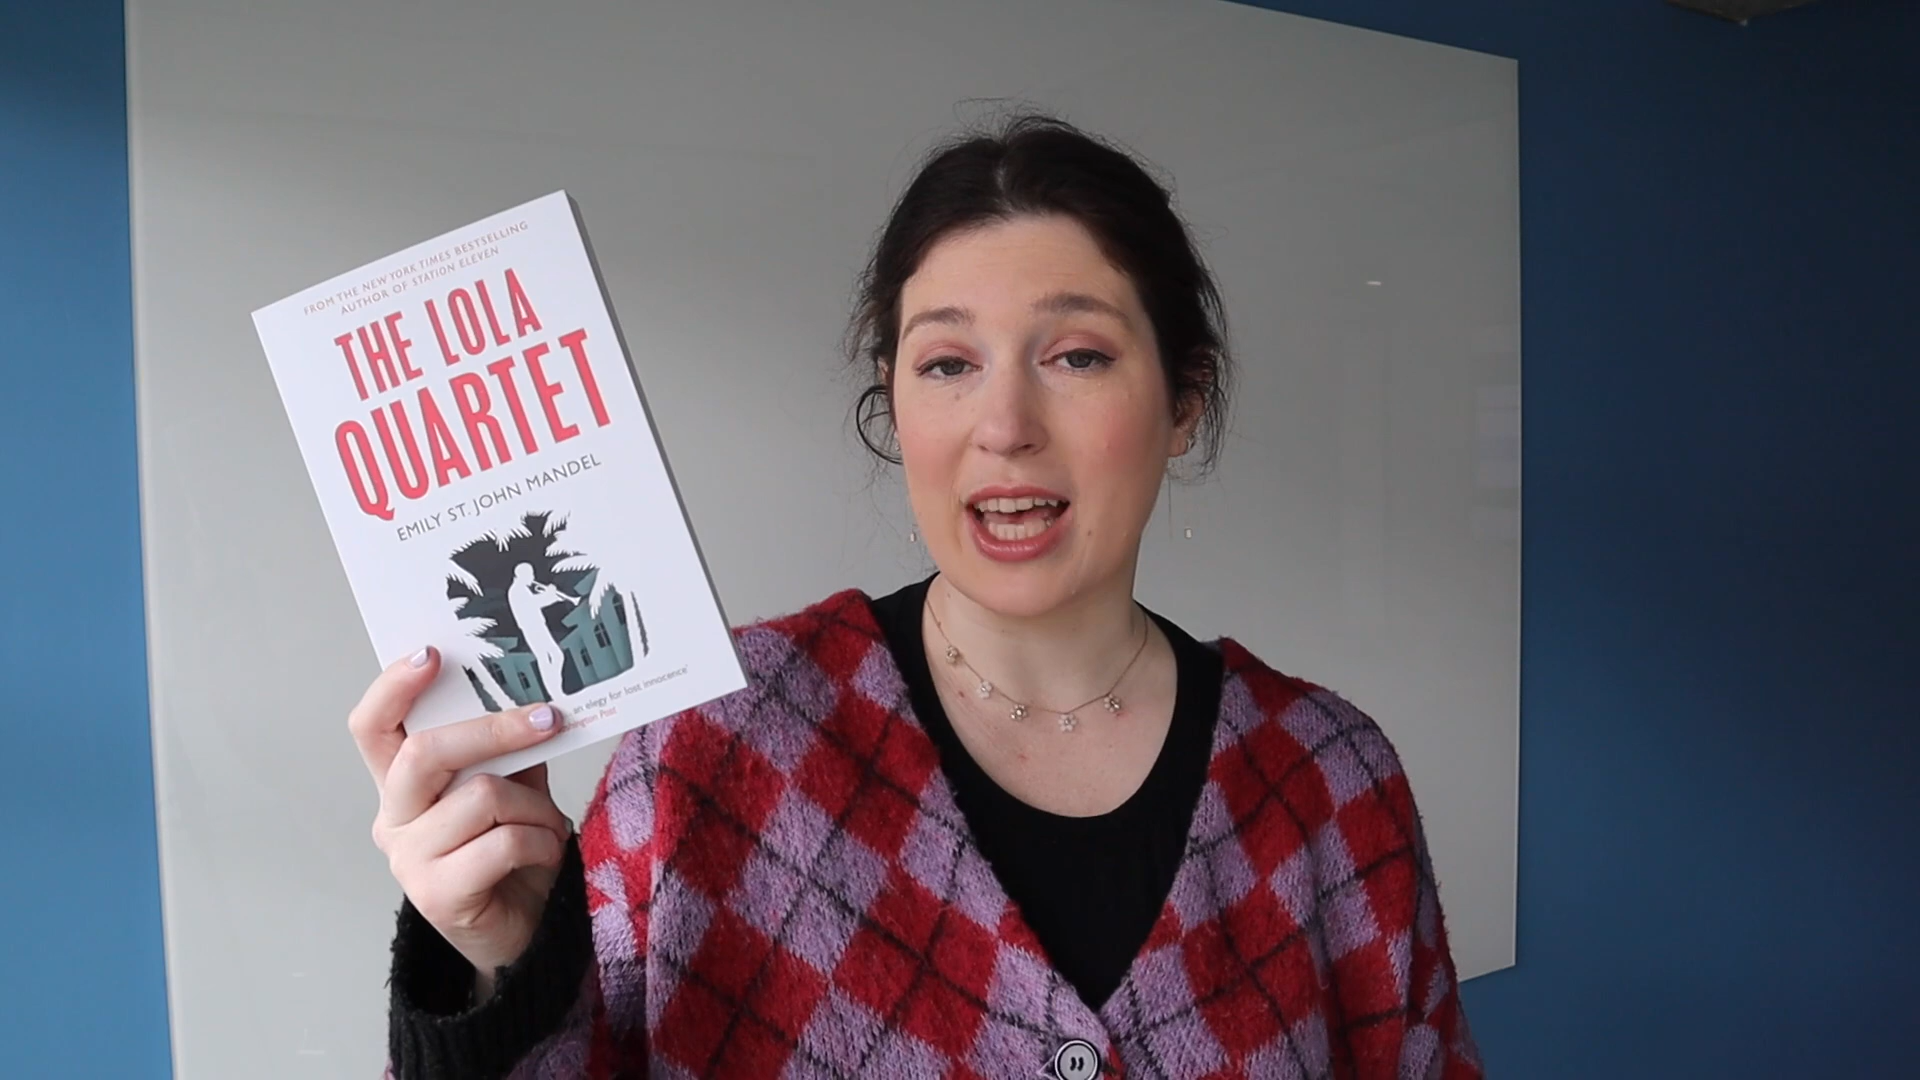 FROM THE NEW YORK TIMES BESTSELLING
AUTHOR OF STATION ELEVEN
THE LOLA
QUARTET
EMILY ST. JOHN MANDEL
an elegy for lost innocence'
Post